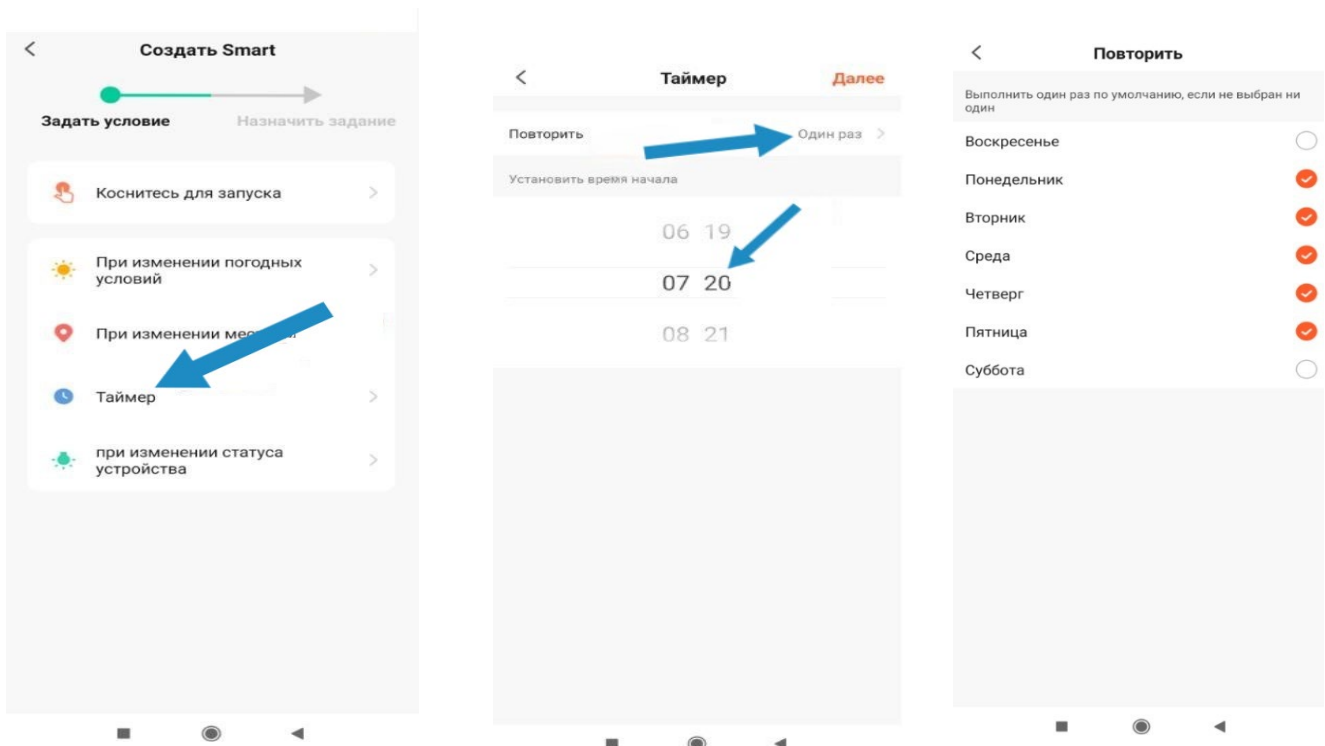 Создать Smart
Задать условие
Назначить задание
Коснитесь для запуска
При изменении погодных
условий
При изменении
Таймер
при изменении статуса
устройства
Таймер
Далее
Повторить
Один раз
Установить время начала
06 19
07 20
08 21
Повторить
Выполнить один раз по умолчанию, если не выбран ни
один
Воскресенье
Понедельник
Вторник
Среда
Четверг
Пятница
Суббота